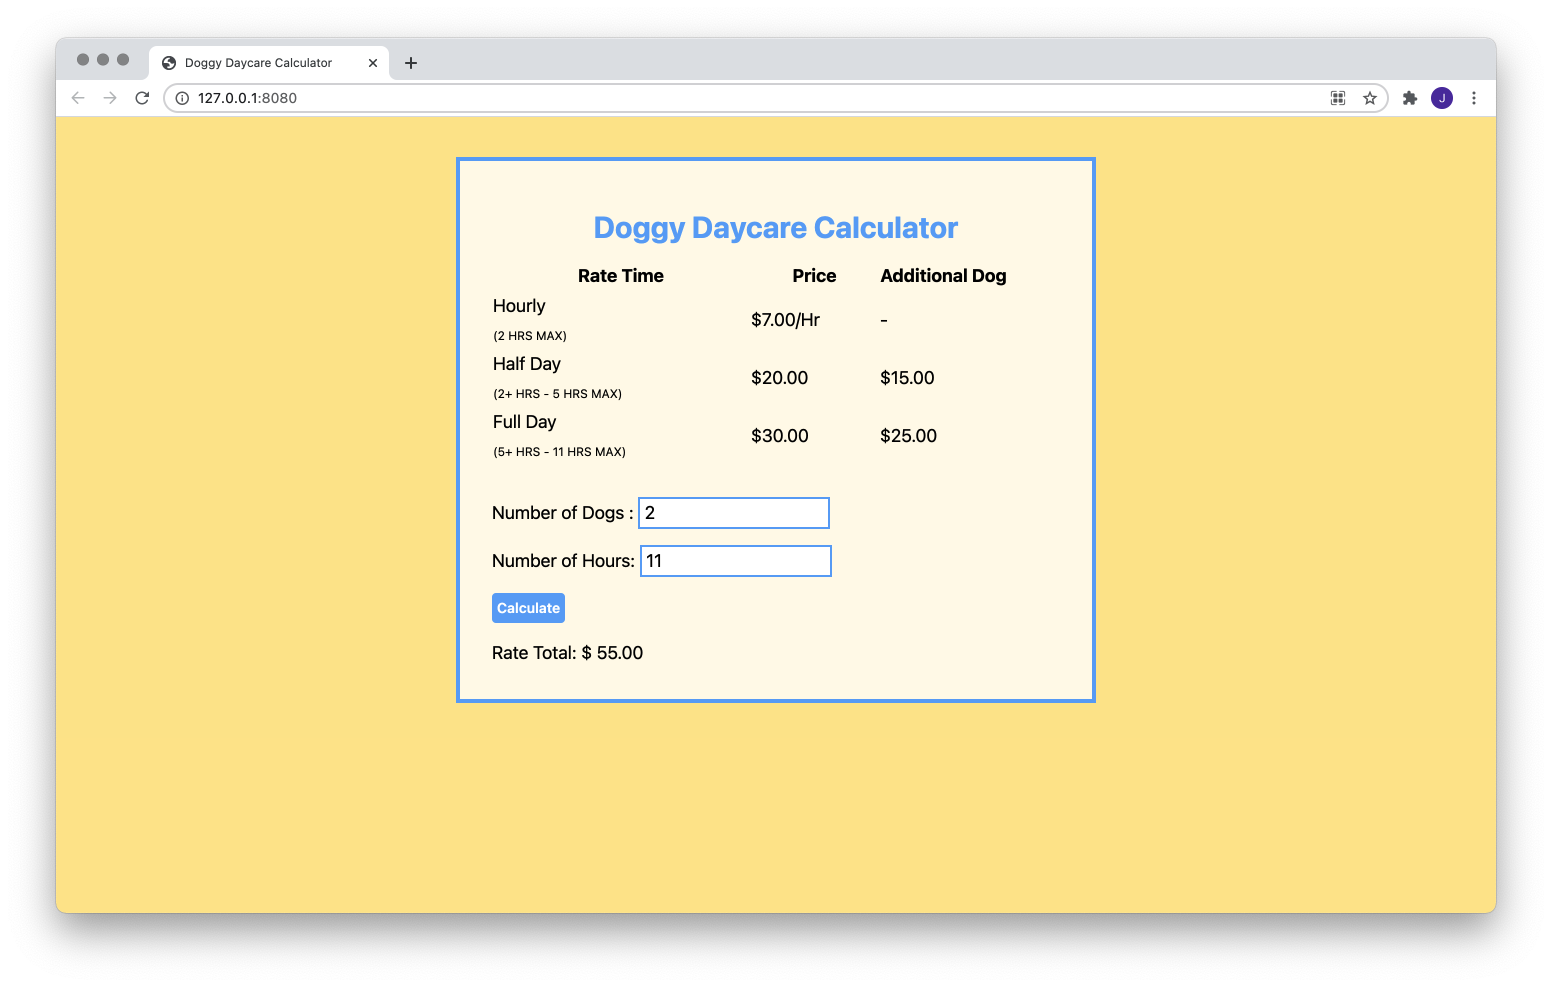 Doggy Daycare Calculator
127.0.0.1:8080
J
Doggy Daycare Calculator
Rate Time Price Additional Dog
Hourly
(2 HRS MAX)
$7.00/Hr -
Half Day
(2+ HRS - 5 HRS MAX)
$20.00 $15.00
Full Day
(5+ HRS - 11 HRS MAX)
$30.00 $25.00
Number of Dogs : 2
Number of Hours: 11
Calculate
Rate Total: $ 55.00